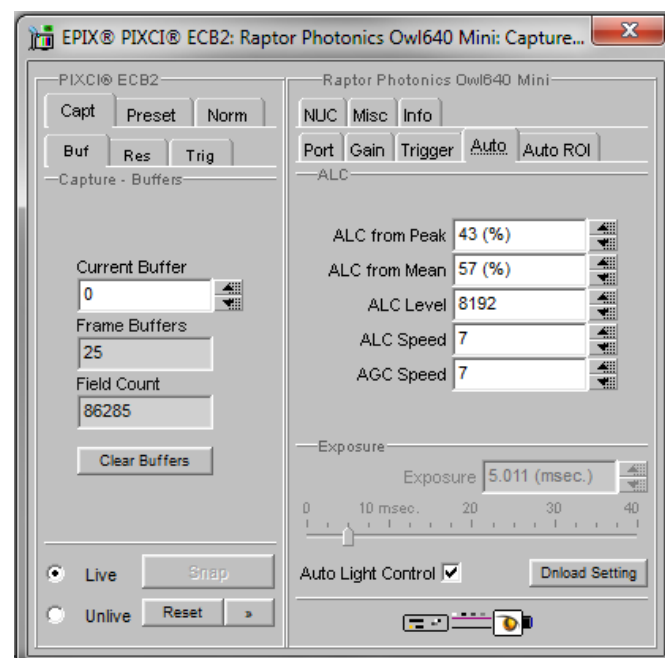 EPIX® PIXCI® ECB2: Raptor Photonics Owl640 Mini: Capture...
PIXCI® ECB2
Capt Preset Norm
Buf Res Trig
Capture - Buffers
Current Buffer
0
Frame Buffers
25
Field Count
86285
Clear Buffers
Live Snap
Unlive Reset »
Raptor Photonics Owl640 Mini
NUC Misc Info
Port Gain Trigger Auto Auto ROI
ALC
ALC from Peak 43 (%)
ALC from Mean 57 (%)
ALC Level 8192
ALC Speed 7
AGC Speed 7
Exposure
Exposure 5.011 (msec.)
0 10 msec. 20 30 40
Auto Light Control Dnload Setting